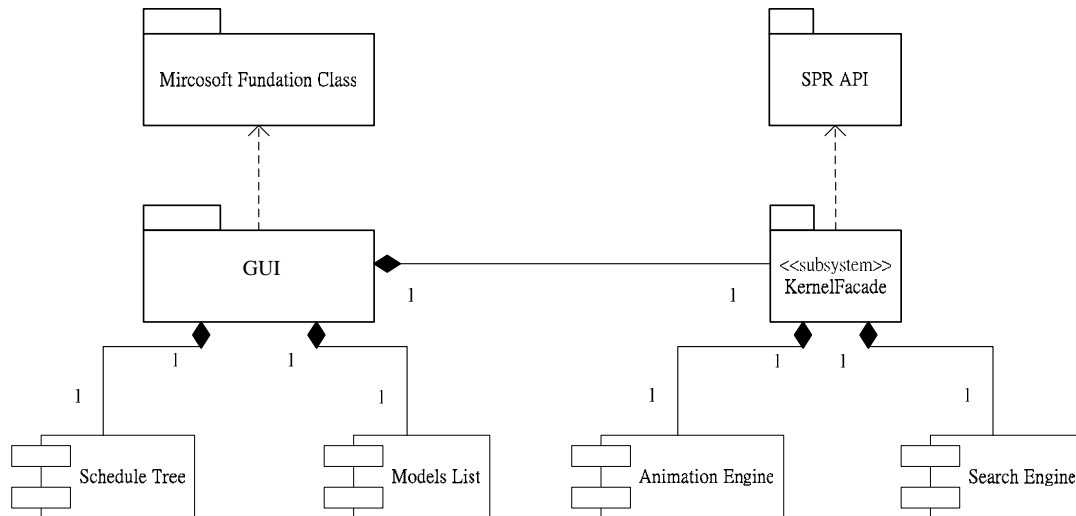 Mircosoft Fundation Class
SPR API
GUI
<<subsystem>>
KernelFacade
1
1
1
1
1
1
1
1
1
1
Schedule Tree
Models List
Animation Engine
Search Engine